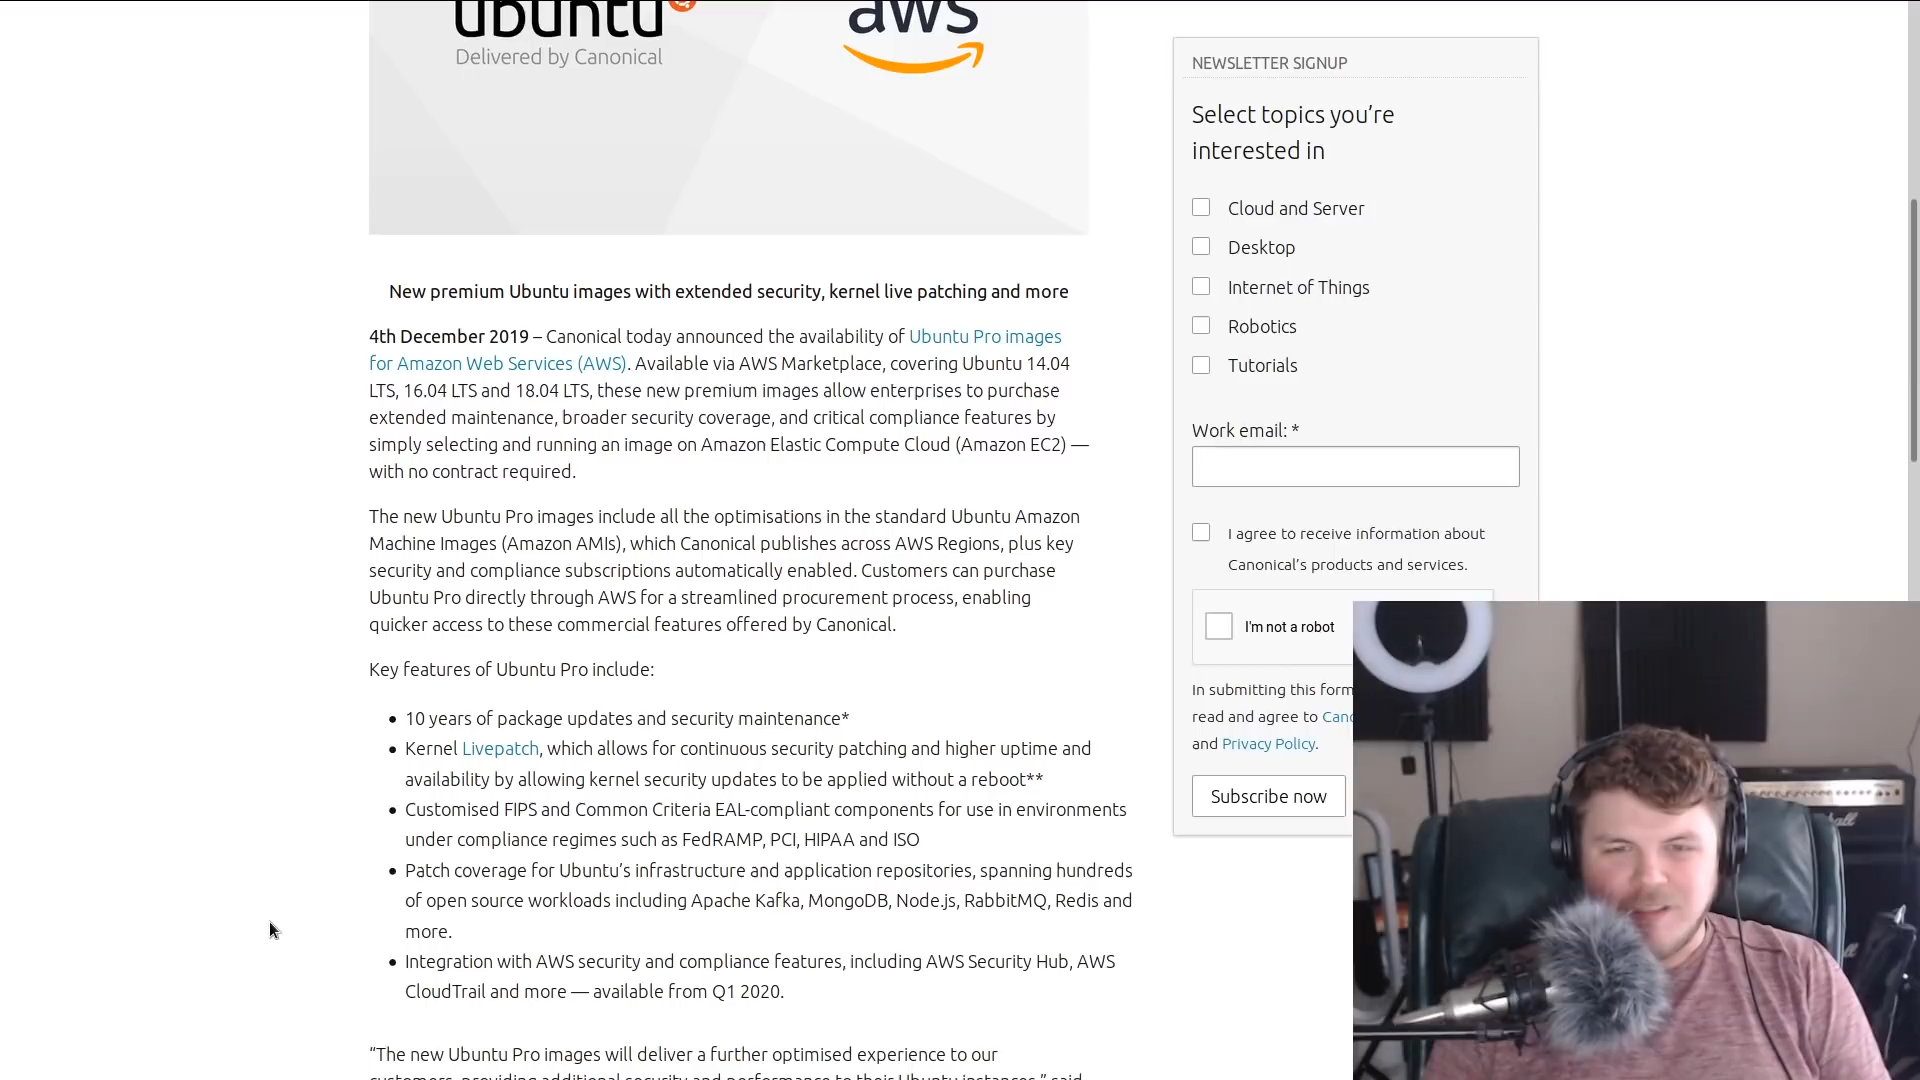 ubuntu
Delivered by Canonical
aws
New premium Ubuntu images with extended security, kernel live patching and more
4th December 2019 – Canonical today announced the availability of Ubuntu Pro images
for Amazon Web Services (AWS). Available via AWS Marketplace, covering Ubuntu 14.04
LTS, 16.04 LTS and 18.04 LTS, these new premium images allow enterprises to purchase
extended maintenance, broader security coverage, and critical compliance features by
simply selecting and running an image on Amazon Elastic Compute Cloud (Amazon EC2) —
with no contract required.
The new Ubuntu Pro images include all the optimisations in the standard Ubuntu Amazon
Machine Images (Amazon AMIs), which Canonical publishes across AWS Regions, plus key
security and compliance subscriptions automatically enabled. Customers can purchase
Ubuntu Pro directly through AWS for a streamlined procurement process, enabling
quicker access to these commercial features offered by Canonical.
Key features of Ubuntu Pro include:
• 10 years of package updates and security maintenance*
• Kernel Livepatch, which allows for continuous security patching and higher uptime and
availability by allowing kernel security updates to be applied without a reboot**
• Customised FIPS and Common Criteria EAL-compliant components for use in environments
under compliance regimes such as FedRAMP, PCI, HIPAA and ISO
• Patch coverage for Ubuntu’s infrastructure and application repositories, spanning hundreds
of open source workloads including Apache Kafka, MongoDB, Node.js, RabbitMQ, Redis and
more.
• Integration with AWS security and compliance features, including AWS Security Hub, AWS
CloudTrail and more — available from Q1 2020.
“The new Ubuntu Pro images will deliver a further optimised experience to our
customers, providing additional security and performance to their Ubuntu instances,” said
NEWSLETTER SIGNUP
Select topics you’re
interested in
Cloud and Server
Desktop
Internet of Things
Robotics
Tutorials
Work email: *
I agree to receive information about
Canonical’s products and services.
I'm not a robot
In submitting this form
read and agree to
and Privacy Policy.
Subscribe now